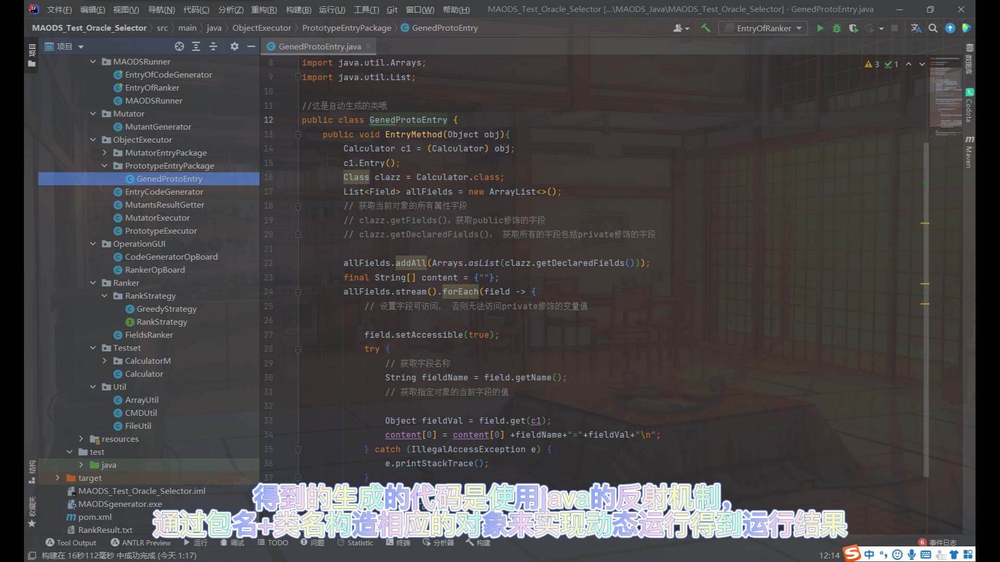 文件(F) 编辑(E) 视图(V) 导航(N) 代码(C) 分析(Z) 重构(R) 构建(B) 运行(U) 工具(T) Git 窗口(W) 帮助(H) MAODS_Test_Oracle_Selector [...\MAODS_Java\MAODS_Test_Oracle_Selector] - GenedProtoEntry.java
MAODS_Test_Oracle_Selector src main java ObjectExecutor PrototypeEntryPackage GenedProtoEntry EntryOfRanker
项目
项目
GenedProtoEntry.java
MAODSRunner
EntryOfCodeGenerator
EntryOfRanker
MAODSRunner
Mutator
MutantGenerator
ObjectExecutor
MutatorEntryPackage
PrototypeEntryPackage
GenedProtoEntry
EntryCodeGenerator
MutantsResultGetter
MutatorExecutor
PrototypeExecutor
OperationGUI
CodeGeneratorOpBoard
RankerOpBoard
Ranker
RankStrategy
GreedyStrategy
RankStrategy
FieldsRanker
Testset
CalculatorM
Calculator
Util
ArrayUtil
CMDUtil
FileUtil
resources
test
java
target
MAODS_Test_Oracle_Selector.iml
MAODSgenerator.exe
pom.xml
RankResult.txt
结构
收藏夹
8 import java.util.Arrays;
9 import java.util.List;
10
11 //这是自动生成的类哦
12 public class GenedProtoEntry {
13 public void EntryMethod(Object obj){
14 Calculator c1 = (Calculator) obj;
15 c1.Entry();
16 Class clazz = Calculator.class;
17 List<Field> allFields = new ArrayList<>();
18 // 获取当前对象的所有属性字段
19 // clazz.getFields()：获取public修饰的字段
20 // clazz.getDeclaredFields()： 获取所有的字段包括private修饰的字段
21
22 allFields.addAll(Arrays.asList(clazz.getDeclaredFields()));
23 final String[] content = {""};
24 allFields.stream().forEach(field -> {
25 // 设置字段可访问， 否则无法访问private修饰的变量值
26
27 field.setAccessible(true);
28 try {
29 // 获取字段名称
30 String fieldName = field.getName();
31 // 获取指定对象的当前字段的值
32
33 Object fieldVal = field.get(c1);
34 content[0] = content[0] +fieldName+"="+fieldVal+"\n";
35 } catch (IllegalAccessException e) {
36 e.printStackTrace();
37 }
3 1
数据库
Codota
m Maven
得到的生成的代码是使用java的反射机制，
通过包名+类名构造相应的对象来实现动态运行得到运行结果
Tool Output ANTLR Preview 运行 调试 TODO 问题 Statistic 终端 分析器 构建 6 事件日志
构建在 16秒112毫秒 中成功完成 (今天 1:17) 12:14 中